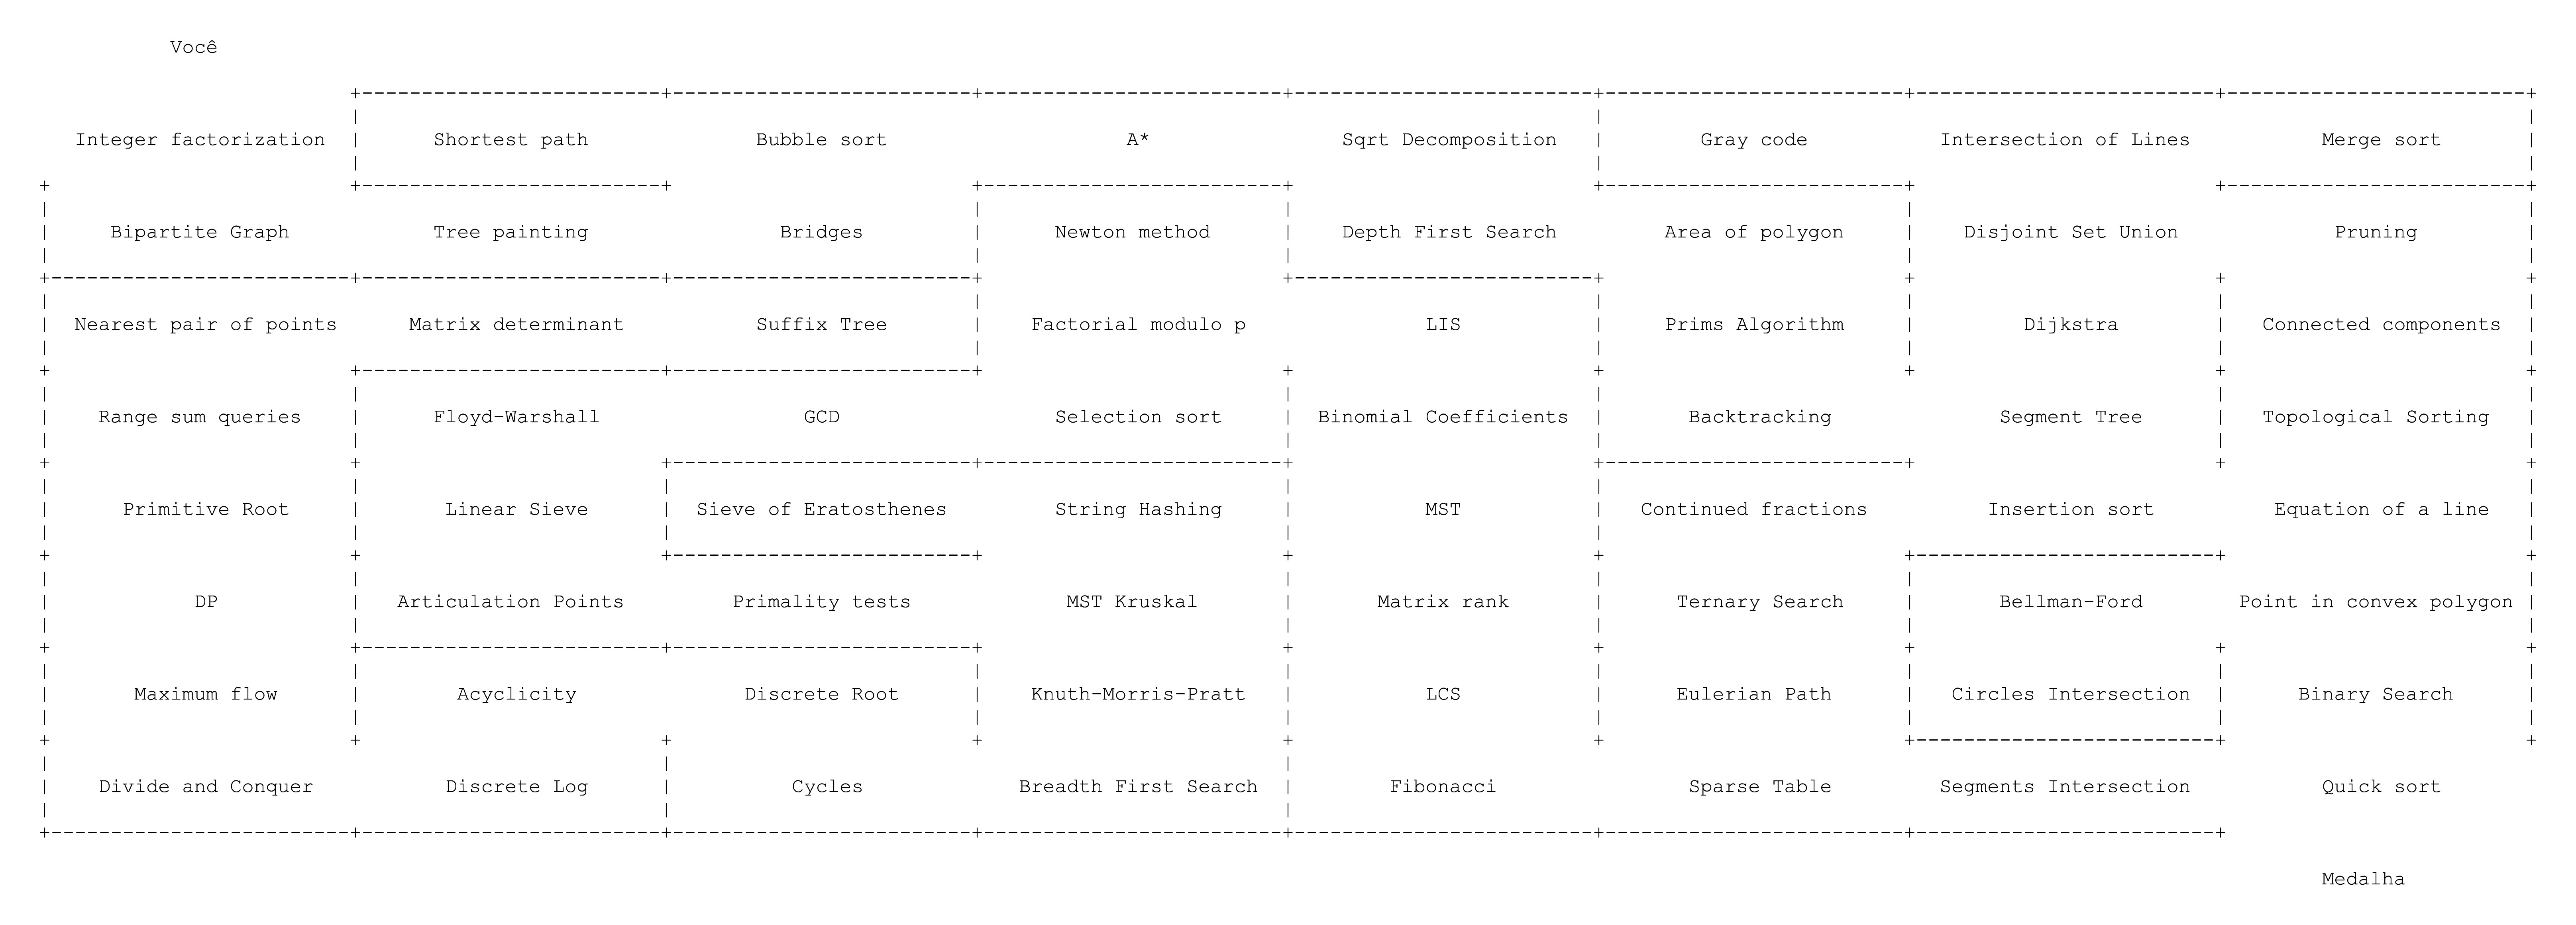 Você
Integer factorization Shortest path Bubble sort A* Sqrt Decomposition Gray code Intersection of Lines Merge sort
Bipartite Graph Tree painting Bridges Newton method Depth First Search Area of polygon Disjoint Set Union Pruning
Nearest pair of points Matrix determinant Suffix Tree Factorial modulo p LIS Prims Algorithm Dijkstra Connected components
Range sum queries Floyd-Warshall GCD Selection sort Binomial Coefficients Backtracking Segment Tree Topological Sorting
Primitive Root Linear Sieve Sieve of Eratosthenes String Hashing MST Continued fractions Insertion sort Equation of a line
DP Articulation Points Primality tests MST Kruskal Matrix rank Ternary Search Bellman-Ford Point in convex polygon
Maximum flow Acyclicity Discrete Root Knuth-Morris-Pratt LCS Eulerian Path Circles Intersection Binary Search
Divide and Conquer Discrete Log Cycles Breadth First Search Fibonacci Sparse Table Segments Intersection Quick sort
Medalha